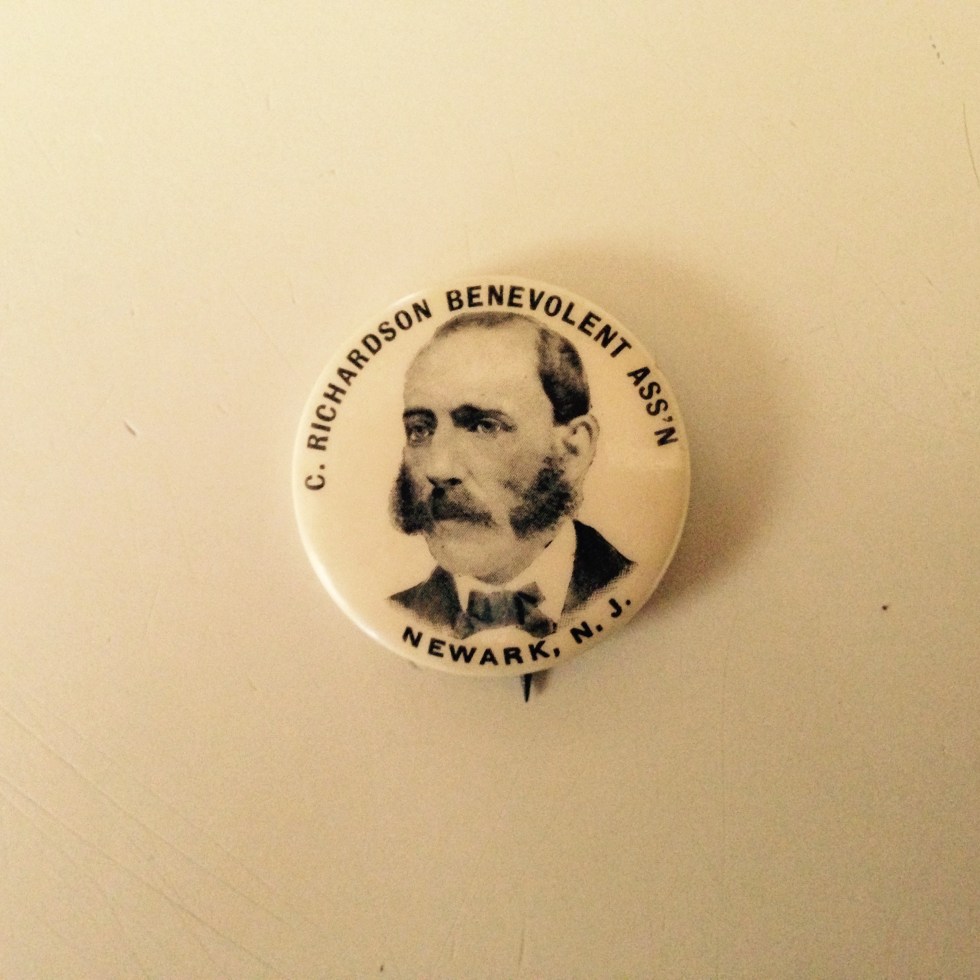 C. RICHARDSON BENEVOLENT ASS'N
NEWARK, N. J.